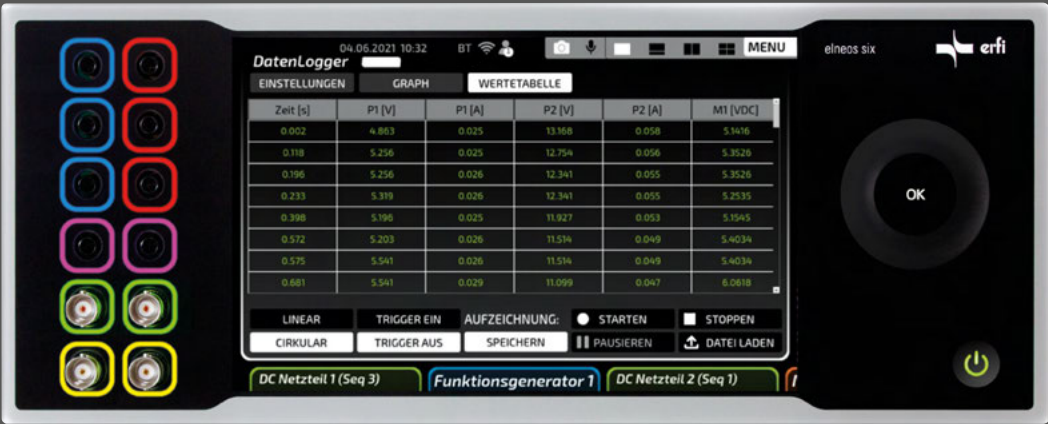 04.06.2021 10:32 BT MENU
DatenLogger
EINSTELLUNGEN GRAPH WERTETABELLE
Zeit [s] P1 [V] P1 [A] P2 [V] P2 [A] M1 [VDC]
0.002 4.863 0.025 13.168 0.058 5.1416
0.118 5.256 0.025 12.754 0.056 5.3526
0.196 5.256 0.026 12.341 0.055 5.3526
0.233 5.319 0.026 12.341 0.055 5.2535
0.398 5.196 0.025 11.927 0.053 5.1545
0.572 5.203 0.026 11.514 0.049 5.4034
0.575 5.541 0.026 11.514 0.049 5.4034
0.681 5.541 0.029 11.099 0.047 6.0618
LINEAR TRIGGER EIN AUFZEICHNUNG: STARTEN STOPPEN
CIRKULAR TRIGGER AUS SPEICHERN PAUSIEREN DATEI LADEN
DC Netzteil 1 (Seq 3) Funktionsgenerator 1 DC Netzteil 2 (Seq 1)
elneos six erfi
OK